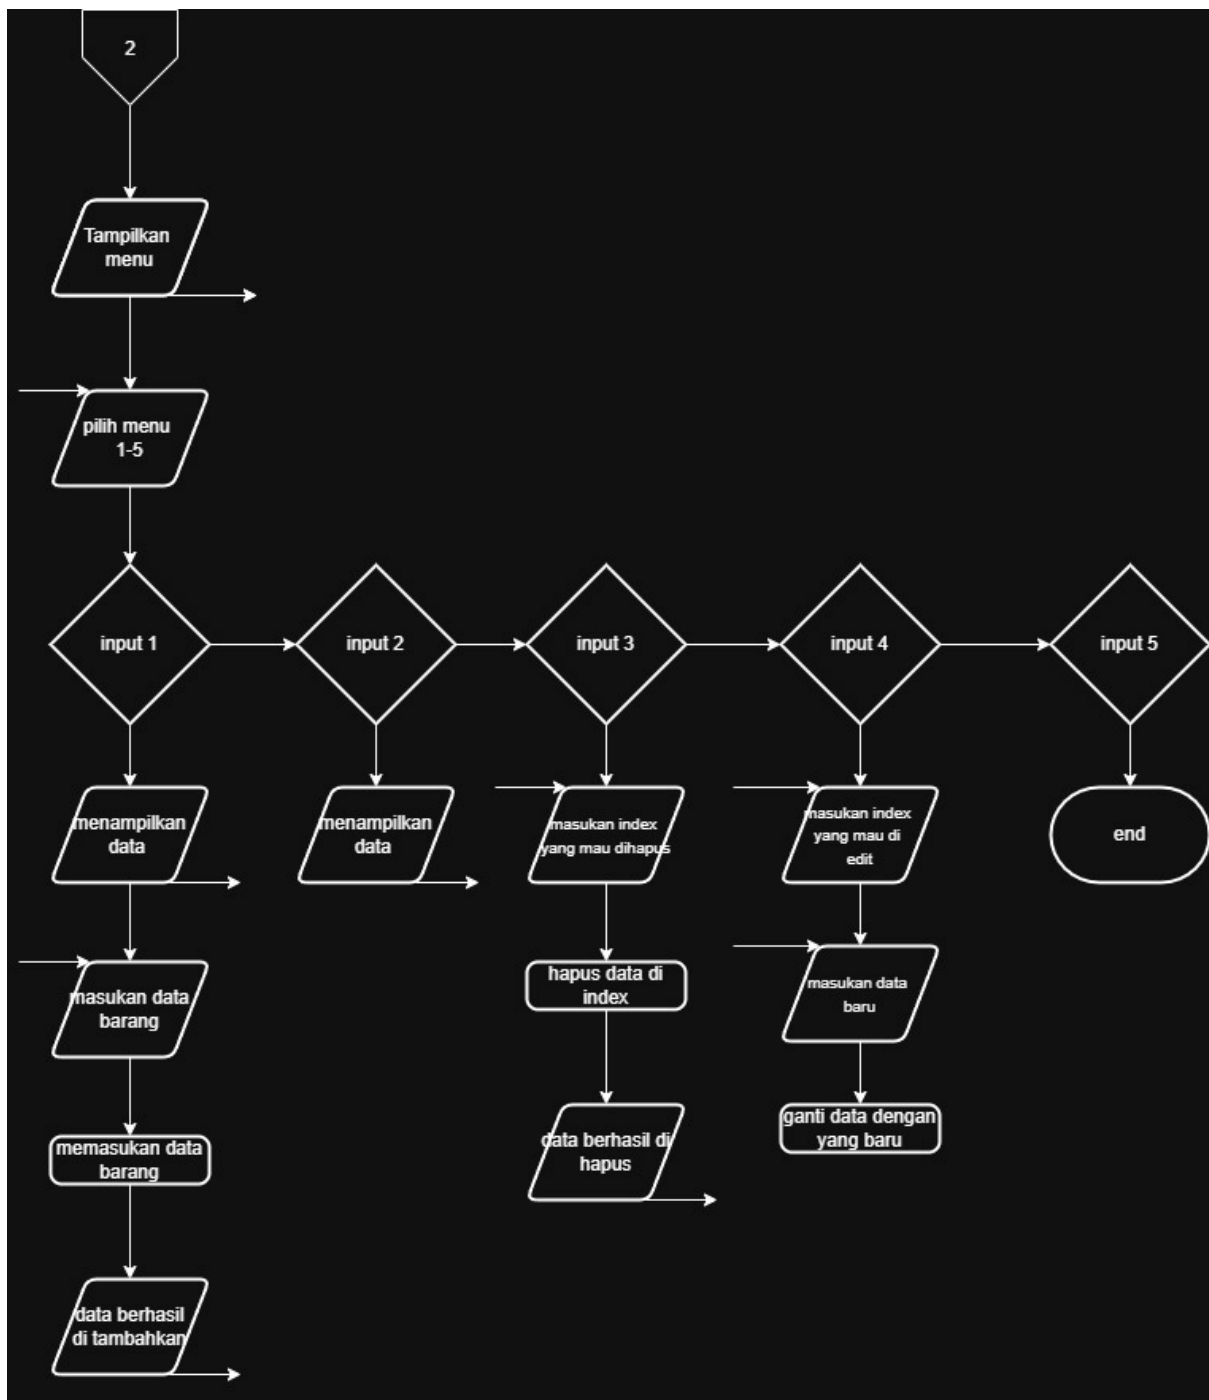 2
Tampilkan
menu
pilih menu
1-5
input 1
input 2
input 3
input 4
input 5
menampilkan
data
menampilkan
data
masukan index
yang mau dihapus
masukan index
yang mau di
edit
end
masukan data
barang
hapus data di
index
masukan data
baru
memasukan data
barang
data berhasil di
hapus
ganti data dengan
yang baru
data berhasil
di tambahkan